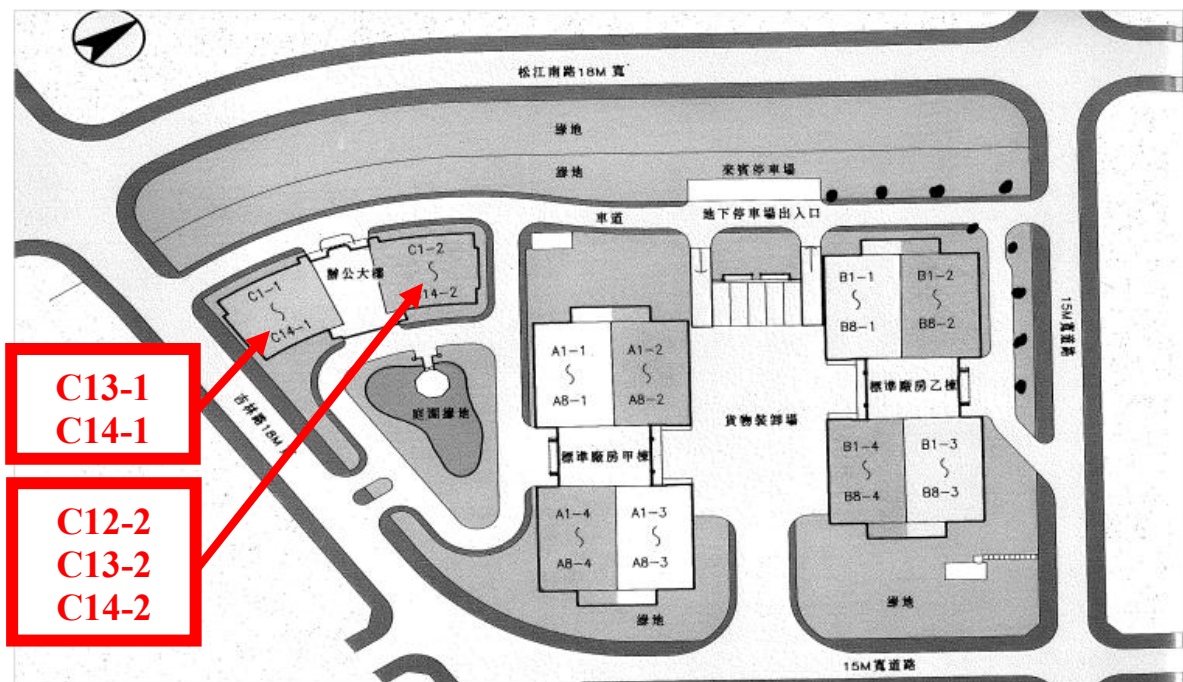 松江南路18M 寬
綠地
綠地
來賓停車場
車道
地下停車場出入口
C1-2
14-2
辦公大樓
C1-1
C14-1
B1-1
B8-1
B1-2
B8-2
15M寬道路
A1-1
A8-1
A1-2
A8-2
標準廠房乙棟
C13-1
C14-1
吉林路18M
庭園綠地
貨物裝卸場
標準廠房甲棟
B1-4
B8-4
B1-3
B8-3
A1-4
A8-4
A1-3
A8-3
C12-2
C13-2
C14-2
綠地
綠地
15M寬道路